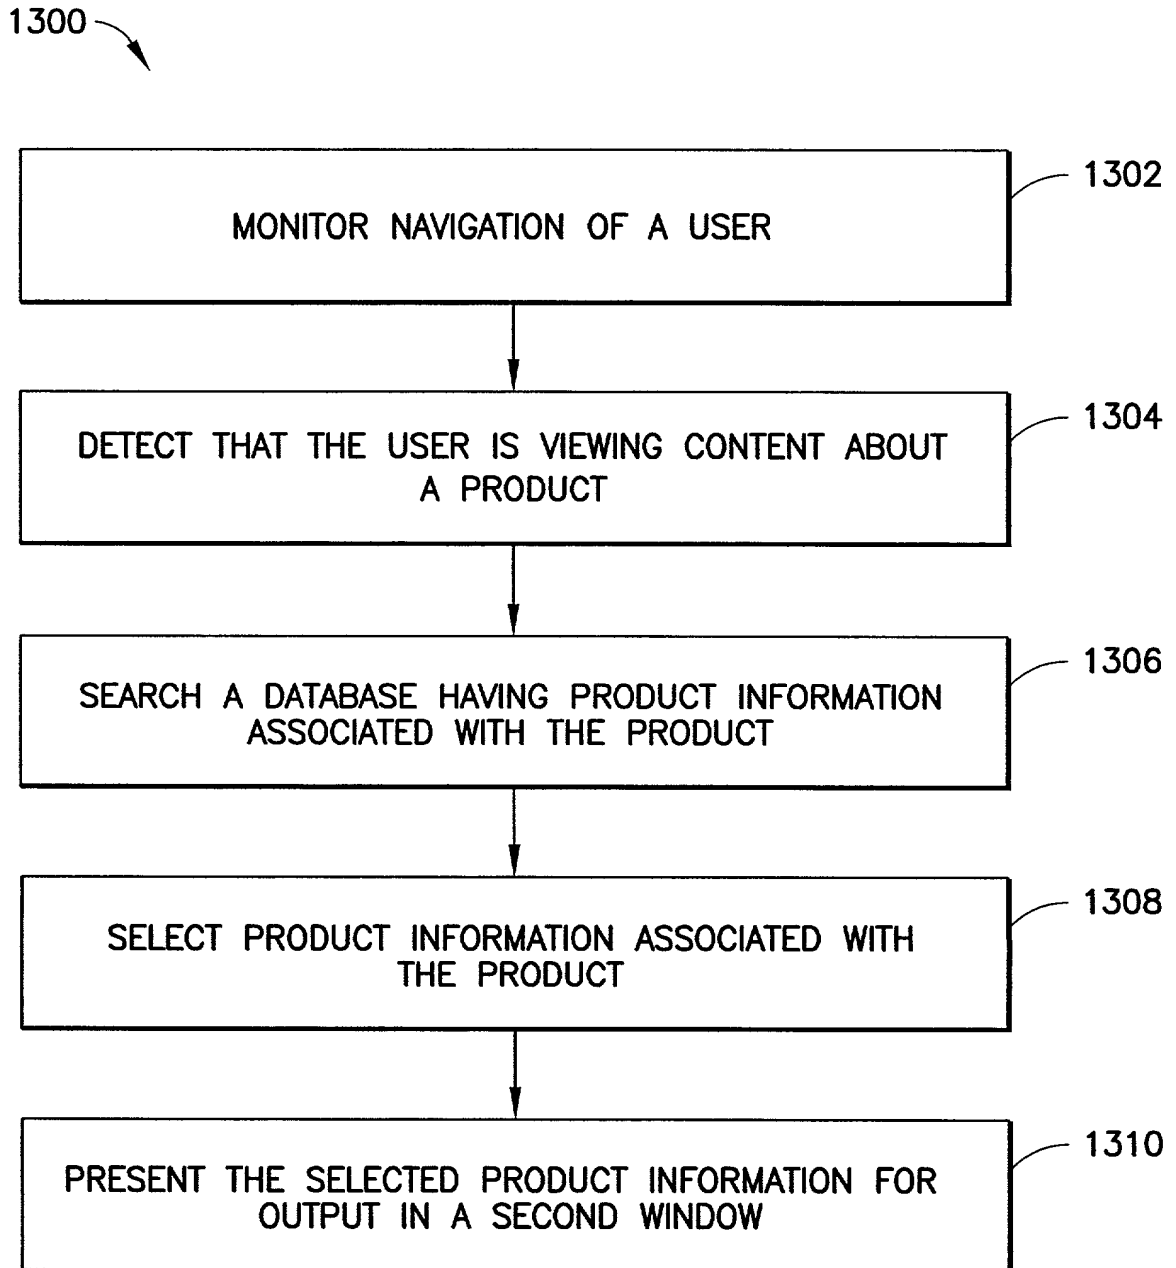 1300
1302
MONITOR NAVIGATION OF A USER
1304
DETECT THAT THE USER IS VIEWING CONTENT ABOUT
A PRODUCT
1306
SEARCH A DATABASE HAVING PRODUCT INFORMATION
ASSOCIATED WITH THE PRODUCT
1308
SELECT PRODUCT INFORMATION ASSOCIATED WITH
THE PRODUCT
1310
PRESENT THE SELECTED PRODUCT INFORMATION FOR
OUTPUT IN A SECOND WINDOW